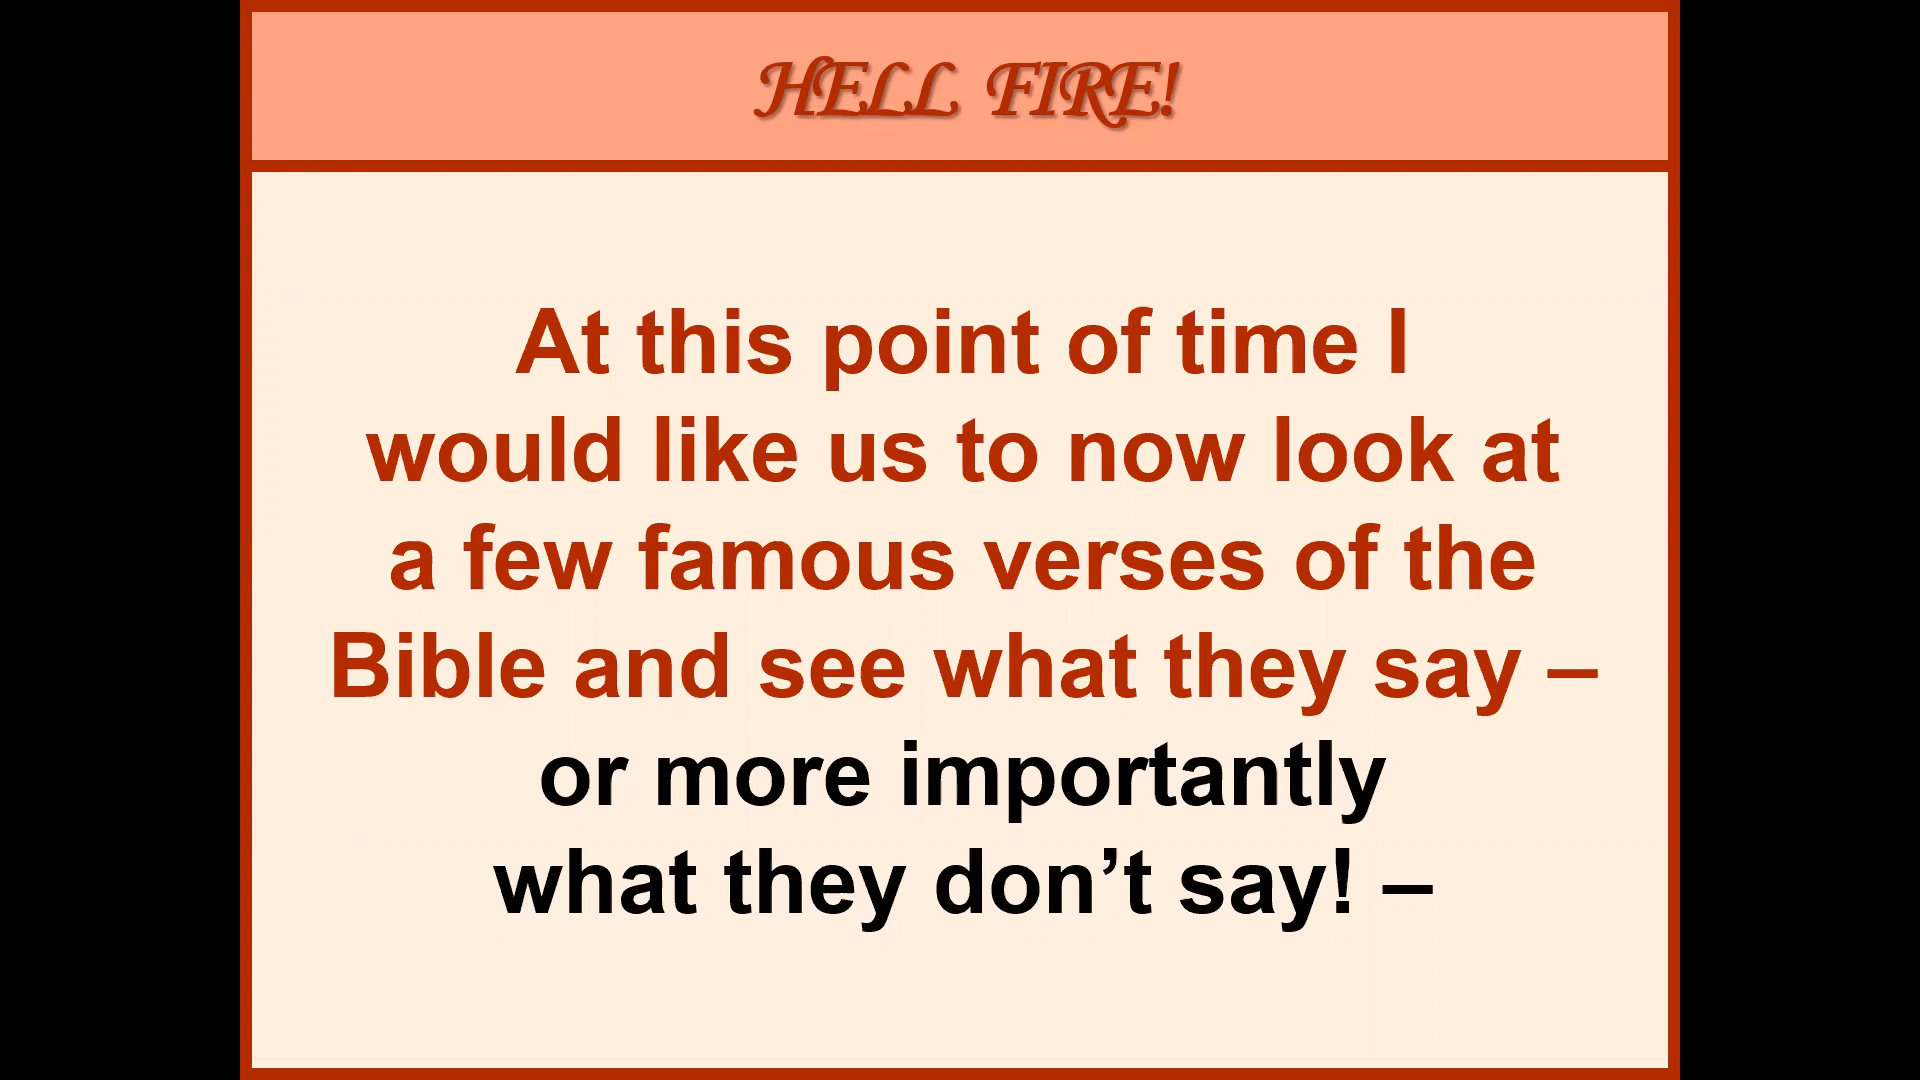 HELL FIRE!
At this point of time I
would like us to now look at
a few famous verses of the
Bible and see what they say –
or more importantly
what they don’t say! –